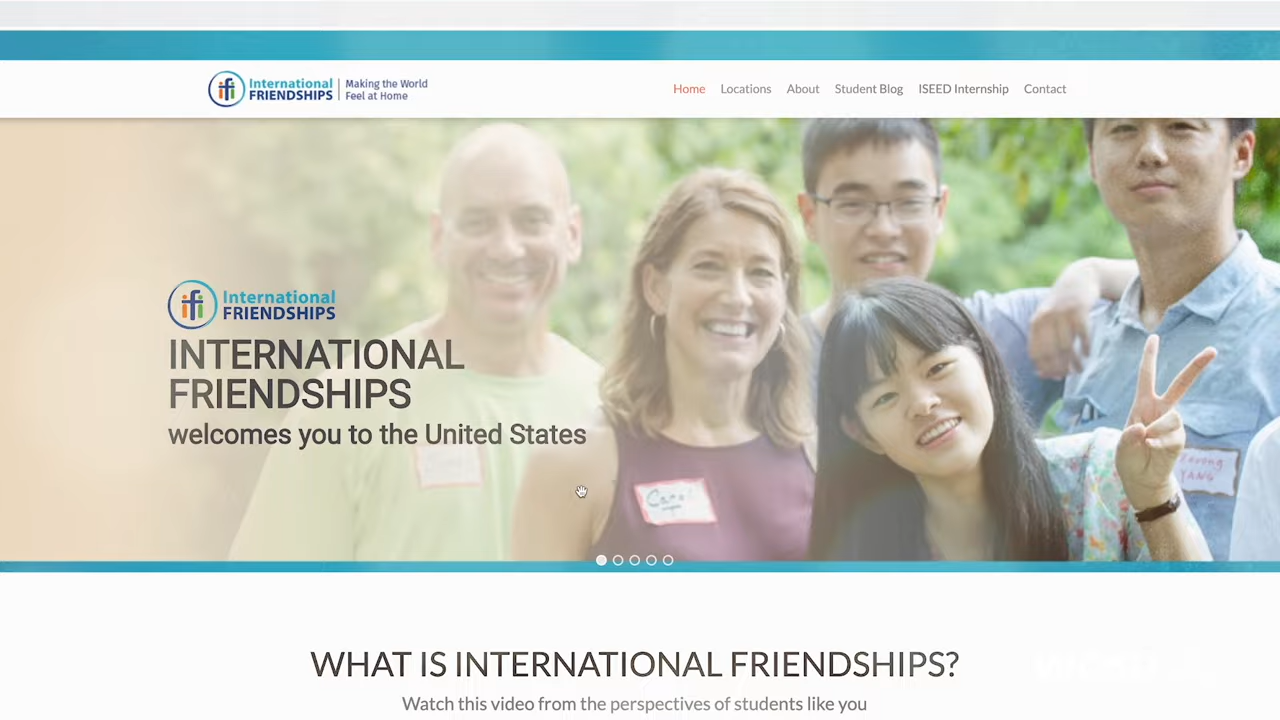 International
FRIENDSHIPS
Making the World
Feel at Home
Home Locations About Student Blog ISEED Internship Contact
International
FRIENDSHIPS
INTERNATIONAL
FRIENDSHIPS
welcomes you to the United States
Carol
YANG
WHAT IS INTERNATIONAL FRIENDSHIPS?
Watch this video from the perspectives of students like you